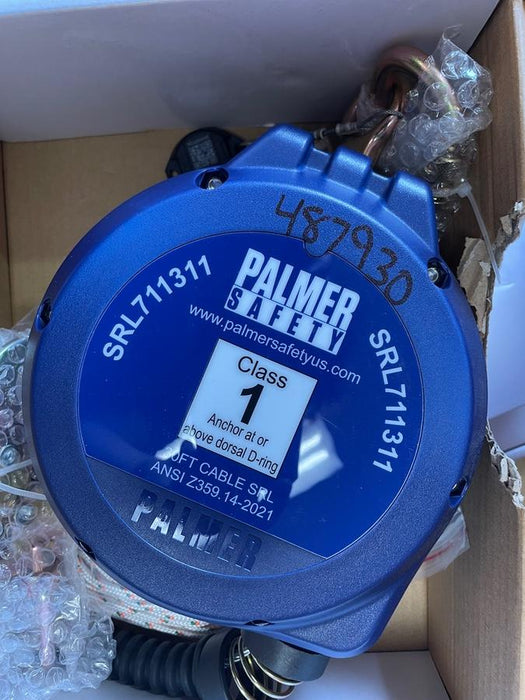 487930
PALMER
SAFETY
www.palmersafetyus.com
SRL711311
SRL711311
Class
1
Anchor at or
above dorsal D-ring
CABLE SRL
ANSI Z359.14-2021
PALMER